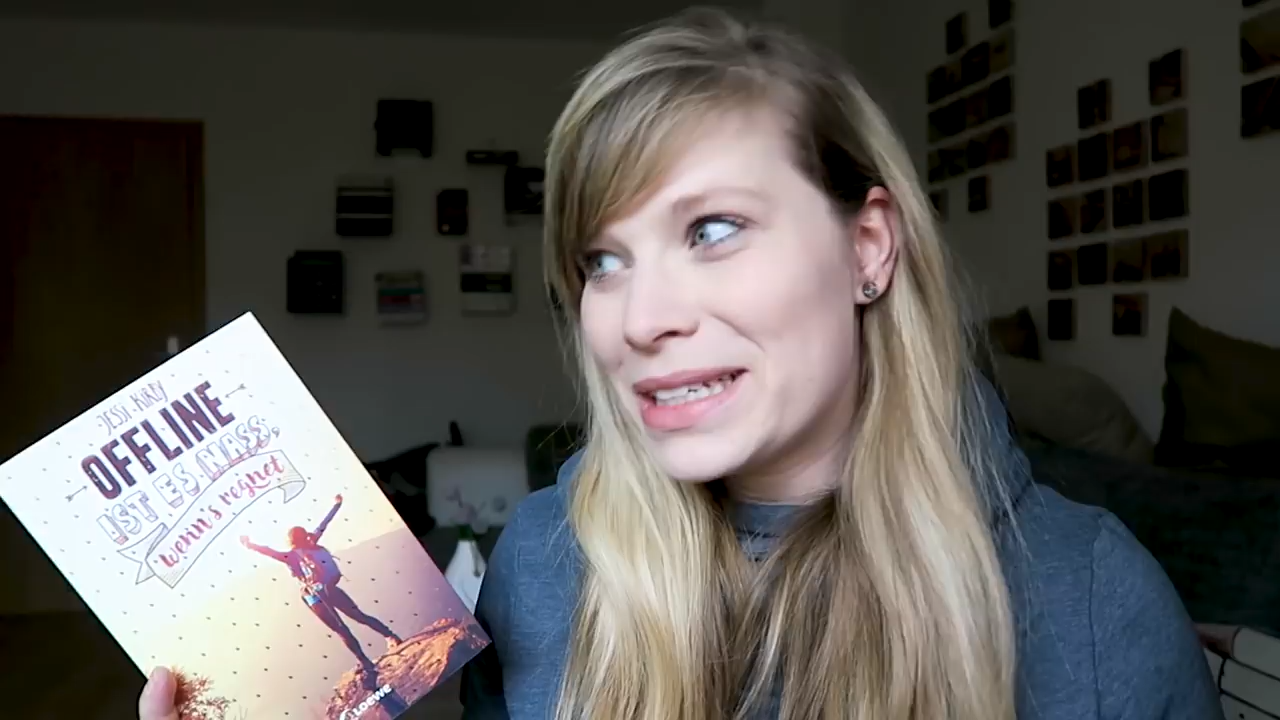 JESSI KIRBY
OFFLINE
IST ES NASS,
wenn's regnet
LOEWE